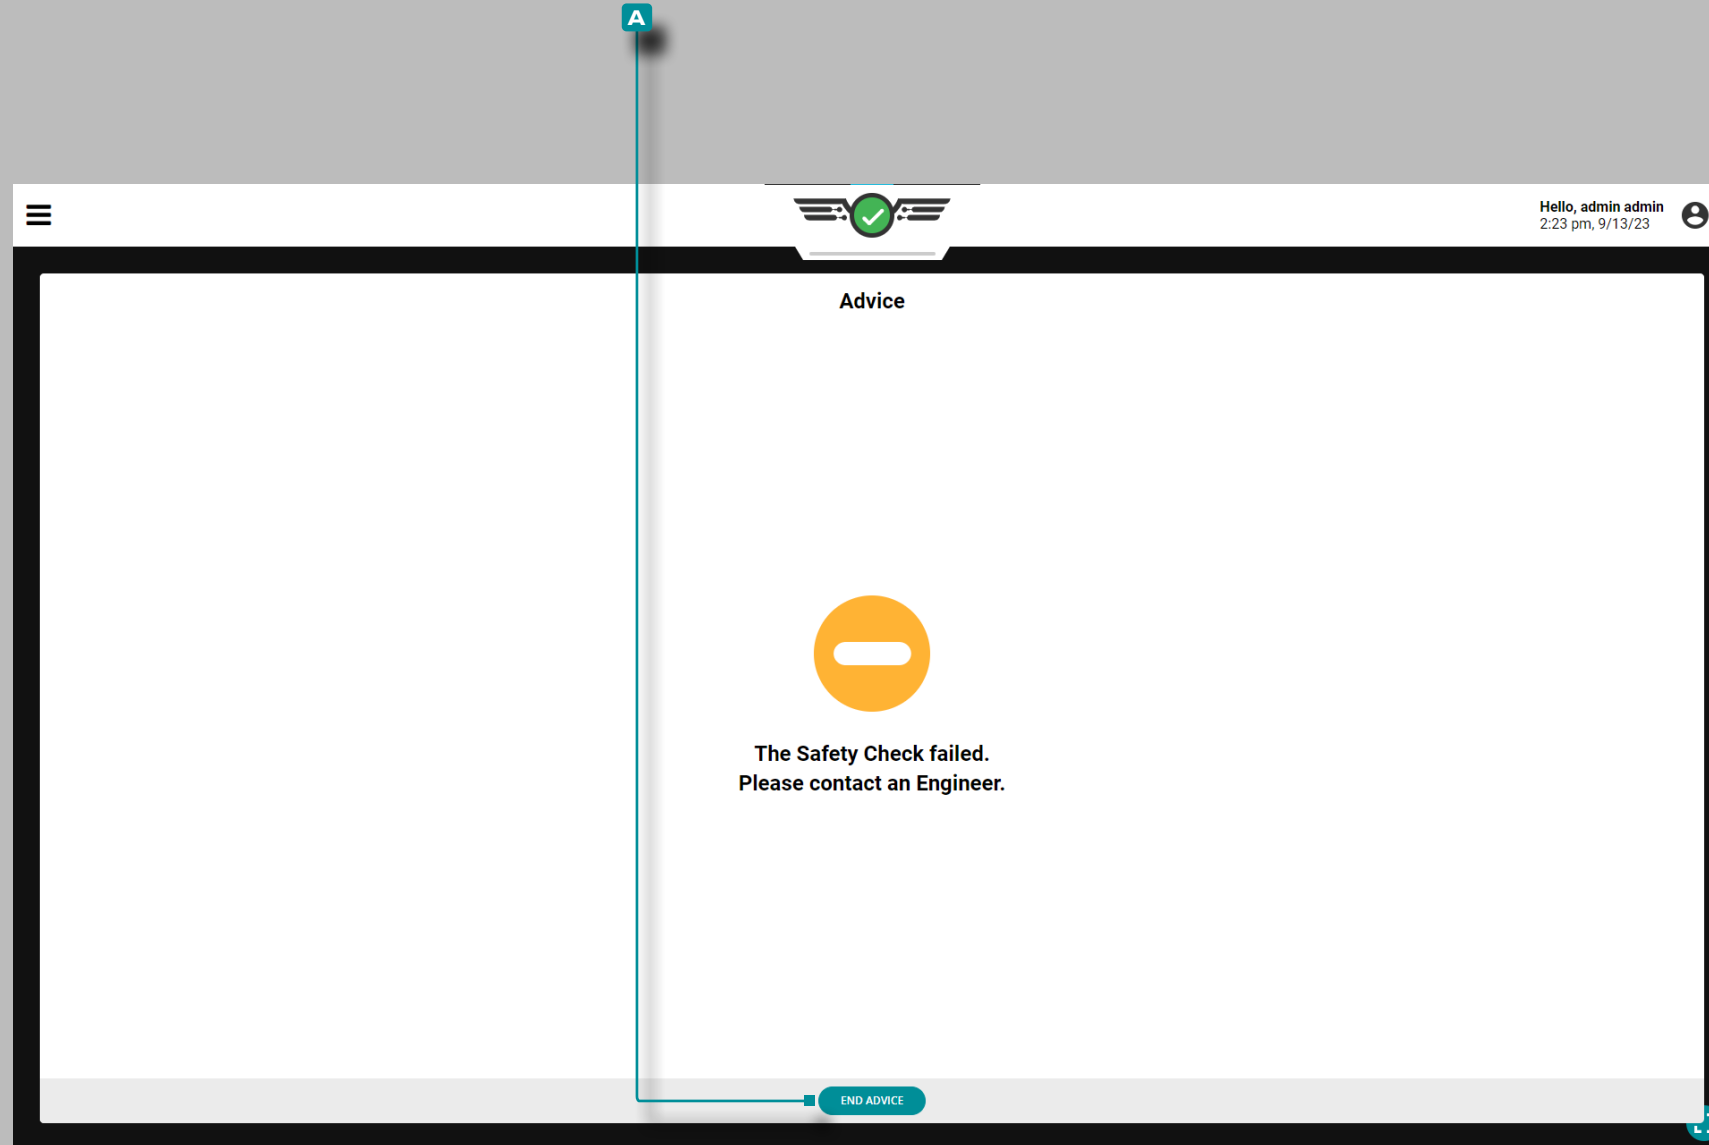 A
Hello, admin admin
2:23 pm, 9/13/23
Advice
The Safety Check failed.
Please contact an Engineer.
END ADVICE